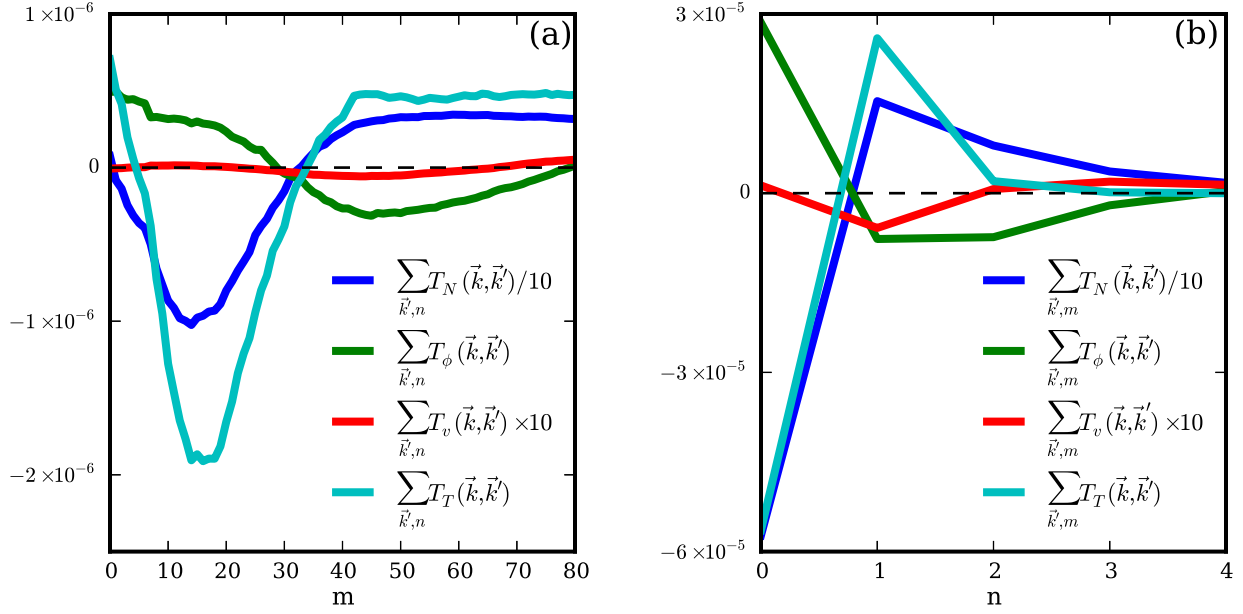 1 ×10⁻⁶
0
−1 ×10⁻⁶
−2 ×10⁻⁶
(a)
∑ T_N (k⃗,k⃗′)/10
k⃗′,n
∑ T_ϕ (k⃗,k⃗′)
k⃗′,n
∑ T_v (k⃗,k⃗′) ×10
k⃗′,n
∑ T_T (k⃗,k⃗′)
k⃗′,n
0 10 20 30 40 50 60 70 80
m
3 ×10⁻⁵
0
−3 ×10⁻⁵
−6 ×10⁻⁵
(b)
∑ T_N (k⃗,k⃗′)/10
k⃗′,m
∑ T_ϕ (k⃗,k⃗′)
k⃗′,m
∑ T_v (k⃗,k⃗′) ×10
k⃗′,m
∑ T_T (k⃗,k⃗′)
k⃗′,m
0 1 2 3 4
n